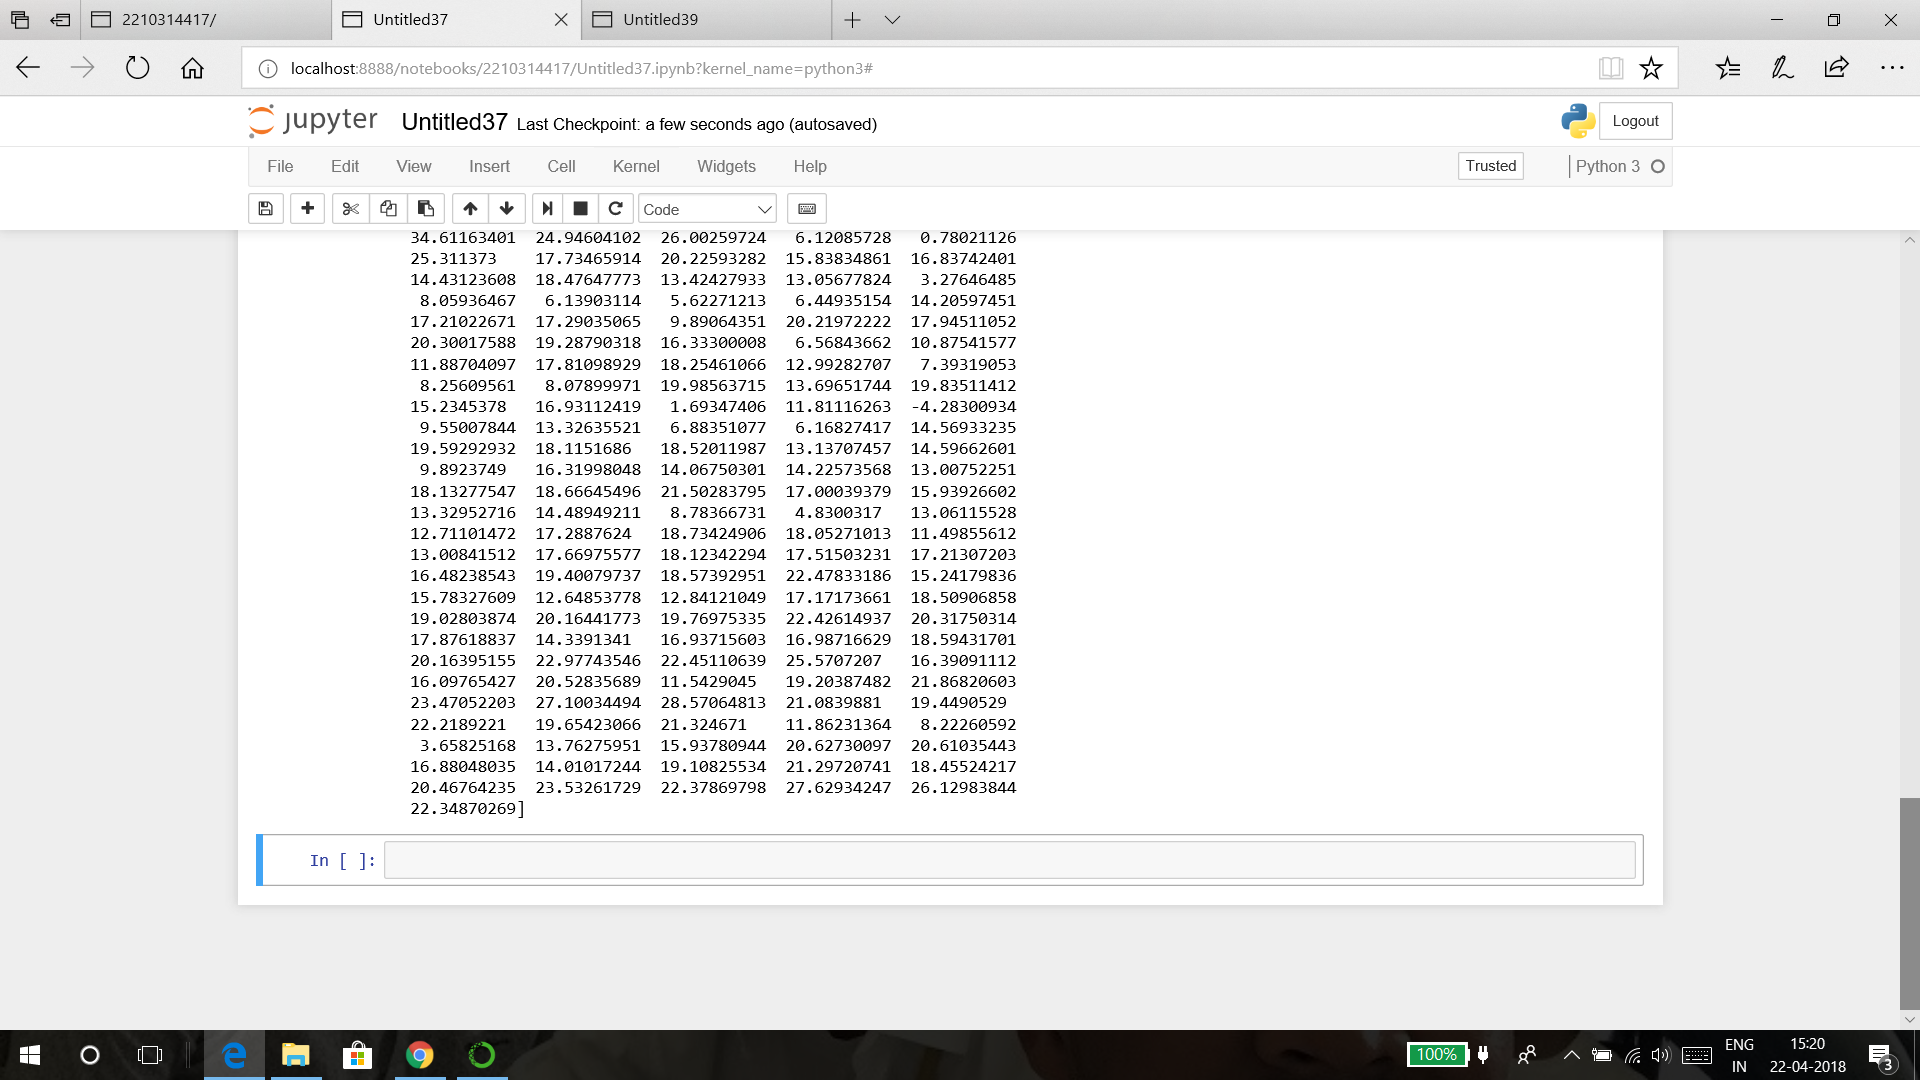 2210314417/ Untitled37 Untitled39
localhost:8888/notebooks/2210314417/Untitled37.ipynb?kernel_name=python3#
jupyter Untitled37 Last Checkpoint: a few seconds ago (autosaved) Logout
File Edit View Insert Cell Kernel Widgets Help Trusted Python 3
Code
34.61163401 24.94604102 26.00259724 6.12085728 0.78021126
25.311373 17.73465914 20.22593282 15.83834861 16.83742401
14.43123608 18.47647773 13.42427933 13.05677824 3.27646485
8.05936467 6.13903114 5.62271213 6.44935154 14.20597451
17.21022671 17.29035065 9.89064351 20.21972222 17.94511052
20.30017588 19.28790318 16.33300008 6.56843662 10.87541577
11.88704097 17.81098929 18.25461066 12.99282707 7.39319053
8.25609561 8.07899971 19.98563715 13.69651744 19.83511412
15.2345378 16.93112419 1.69347406 11.81116263 -4.28300934
9.55007844 13.32635521 6.88351077 6.16827417 14.56933235
19.59292932 18.1151686 18.52011987 13.13707457 14.59662601
9.8923749 16.31998048 14.06750301 14.22573568 13.00752251
18.13277547 18.66645496 21.50283795 17.00039379 15.93926602
13.32952716 14.48949211 8.78366731 4.8300317 13.06115528
12.71101472 17.2887624 18.73424906 18.05271013 11.49855612
13.00841512 17.66975577 18.12342294 17.51503231 17.21307203
16.48238543 19.40079737 18.57392951 22.47833186 15.24179836
15.78327609 12.64853778 12.84121049 17.17173661 18.50906858
19.02803874 20.16441773 19.76975335 22.42614937 20.31750314
17.87618837 14.3391341 16.93715603 16.98716629 18.59431701
20.16395155 22.97743546 22.45110639 25.5707207 16.39091112
16.09765427 20.52835689 11.5429045 19.20387482 21.86820603
23.47052203 27.10034494 28.57064813 21.0839881 19.4490529
22.2189221 19.65423066 21.324671 11.86231364 8.22260592
3.65825168 13.76275951 15.93780944 20.62730097 20.61035443
16.88048035 14.01017244 19.10825534 21.29720741 18.45524217
20.46764235 23.53261729 22.37869798 27.62934247 26.12983844
22.34870269]
In [ ]:
100% ENG 15:20
IN 22-04-2018 3